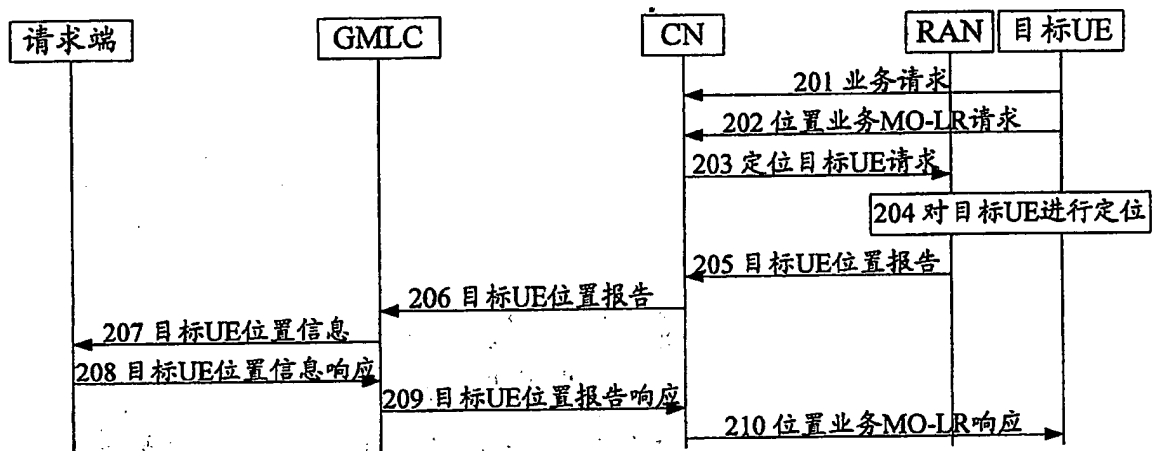 请求端
GMLC
CN
RAN
目标UE
201 业务请求
202 位置业务MO-LR请求
203 定位目标UE请求
204 对目标UE进行定位
205 目标UE位置报告
206 目标UE位置报告
207 目标UE位置信息
208 目标UE位置信息响应
209 目标UE位置报告响应
210 位置业务MO-LR响应